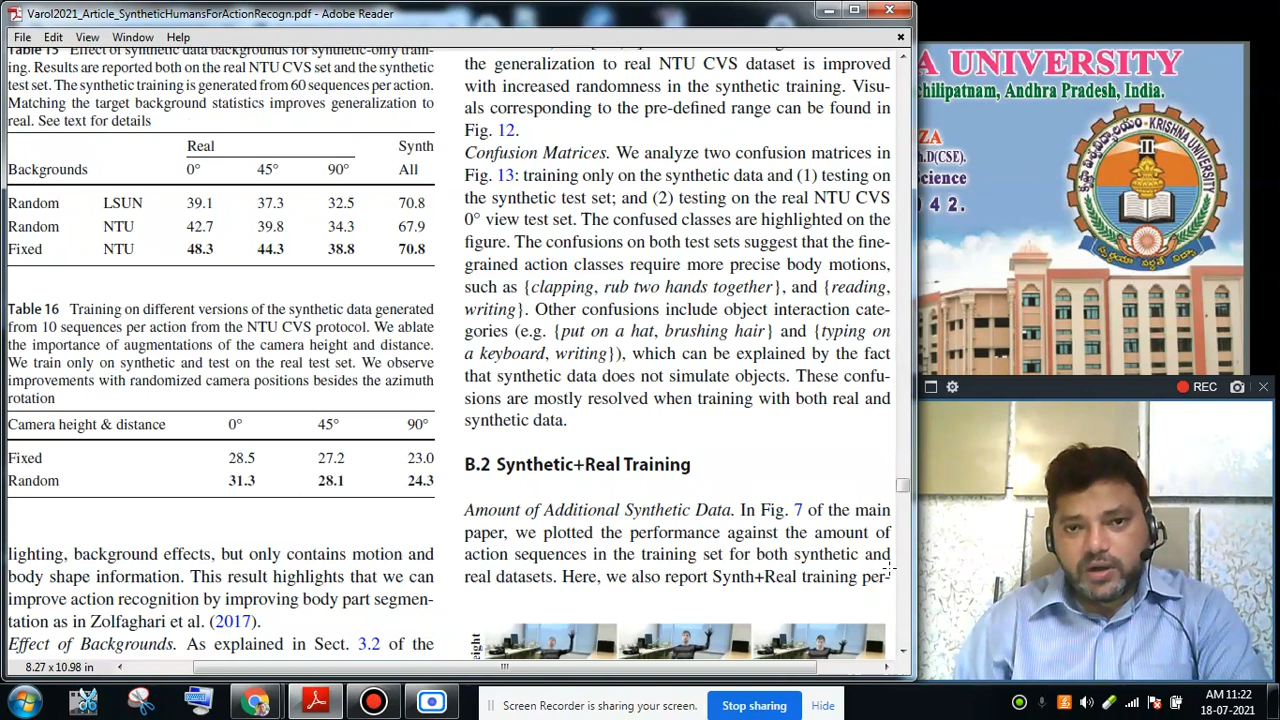 Varol2021_Article_SyntheticHumansForActionRecogn.pdf - Adobe Reader
File Edit View Window Help
Table 15 Effect of synthetic data backgrounds for synthetic-only train-
ing. Results are reported both on the real NTU CVS set and the synthetic
test set. The synthetic training is generated from 60 sequences per action.
Matching the target background statistics improves generalization to
real. See text for details
Real Synth
Backgrounds 0° 45° 90° All
Random LSUN 39.1 37.3 32.5 70.8
Random NTU 42.7 39.8 34.3 67.9
Fixed NTU 48.3 44.3 38.8 70.8
Table 16 Training on different versions of the synthetic data generated
from 10 sequences per action from the NTU CVS protocol. We ablate
the importance of augmentations of the camera height and distance.
We train only on synthetic and test on the real test set. We observe
improvements with randomized camera positions besides the azimuth
rotation
Camera height & distance 0° 45° 90°
Fixed 28.5 27.2 23.0
Random 31.3 28.1 24.3
lighting, background effects, but only contains motion and
body shape information. This result highlights that we can
improve action recognition by improving body part segmen-
tation as in Zolfaghari et al. (2017).
Effect of Backgrounds. As explained in Sect. 3.2 of the
the generalization to real NTU CVS dataset is improved
with increased randomness in the synthetic training. Visu-
als corresponding to the pre-defined range can be found in
Fig. 12.
Confusion Matrices. We analyze two confusion matrices in
Fig. 13: training only on the synthetic data and (1) testing on
the synthetic test set; and (2) testing on the real NTU CVS
0° view test set. The confused classes are highlighted on the
figure. The confusions on both test sets suggest that the fine-
grained action classes require more precise body motions,
such as {clapping, rub two hands together}, and {reading,
writing}. Other confusions include object interaction cate-
gories (e.g. {put on a hat, brushing hair} and {typing on
a keyboard, writing}), which can be explained by the fact
that synthetic data does not simulate objects. These confu-
sions are mostly resolved when training with both real and
synthetic data.
B.2 Synthetic+Real Training
Amount of Additional Synthetic Data. In Fig. 7 of the main
paper, we plotted the performance against the amount of
action sequences in the training set for both synthetic and
real datasets. Here, we also report Synth+Real training per-
8.27 x 10.98 in
A UNIVERSITY
chilipatnam, Andhra Pradesh, India.
ZA
h.D(CSE).
Science
0 4 2.
REC
Screen Recorder is sharing your screen.
Stop sharing
Hide
AM 11:22
18-07-2021